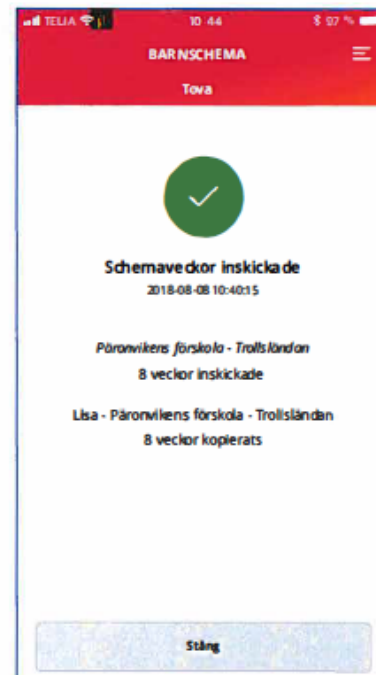 TELIA 10 44 97 %
BARNSCHEMA
Tova
Schemaveckor inskickade
2018-08-08 10:40:15
Päronvikens förskola - Trollsländan
8 veckor inskickade
Lisa - Päronvikens förskola - Trollsländan
8 veckor kopierats
Stäng